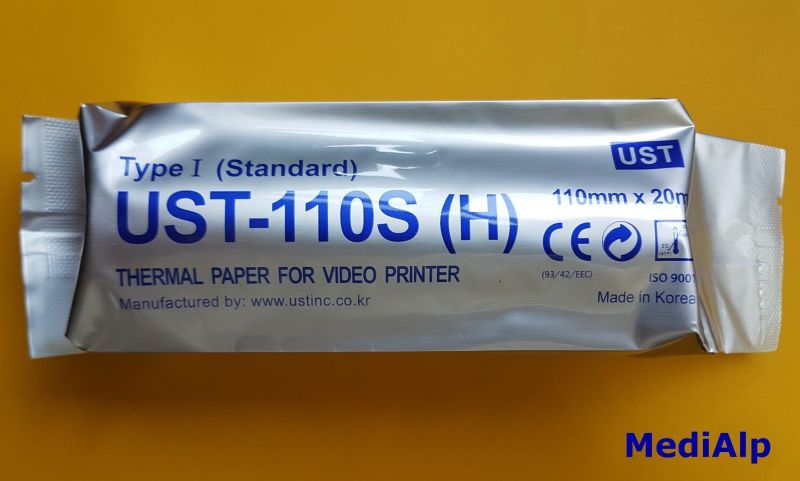 Type I (Standard)
UST
UST-110S (H)
110mm x 20m
CE
(93/42/EEC)
THERMAL PAPER FOR VIDEO PRINTER
ISO 9001
Manufactured by: www.ustinc.co.kr
Made in Korea
MediAlp